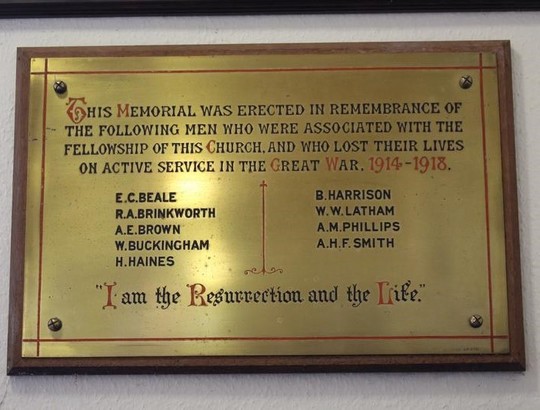 THIS MEMORIAL WAS ERECTED IN REMEMBRANCE OF
THE FOLLOWING MEN WHO WERE ASSOCIATED WITH THE
FELLOWSHIP OF THIS CHURCH, AND WHO LOST THEIR LIVES
ON ACTIVE SERVICE IN THE GREAT WAR. 1914-1918.
E.C. BEALE
R.A. BRINKWORTH
A.E. BROWN
W. BUCKINGHAM
H. HAINES
B. HARRISON
W.W. LATHAM
A.M. PHILLIPS
A.H.F. SMITH
"I am the Resurrection and the Life."